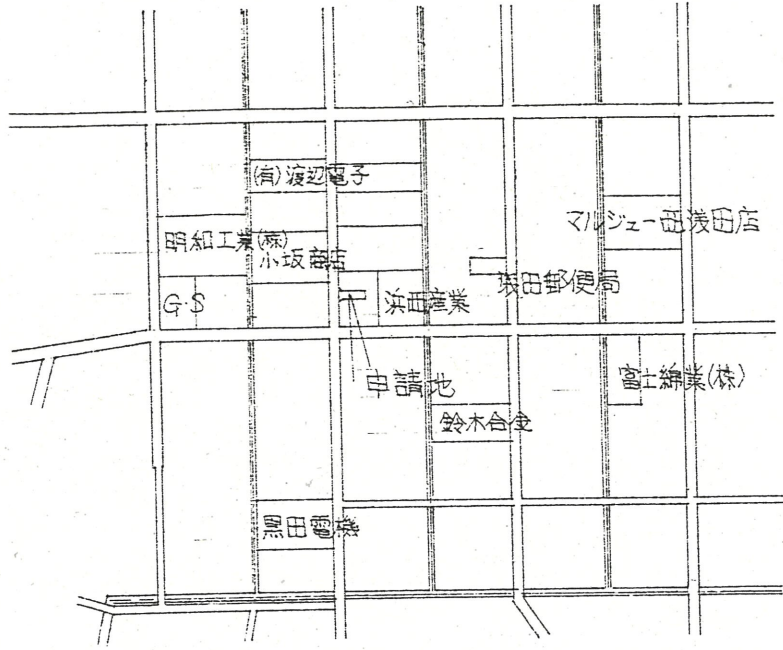 (有)渡辺電子
マルジュー西浅田店
明和工業(株)
小坂商店
浅田郵便局
G·S
浜西産業
富士綿業(株)
申請地
鈴木合金
黒田電機